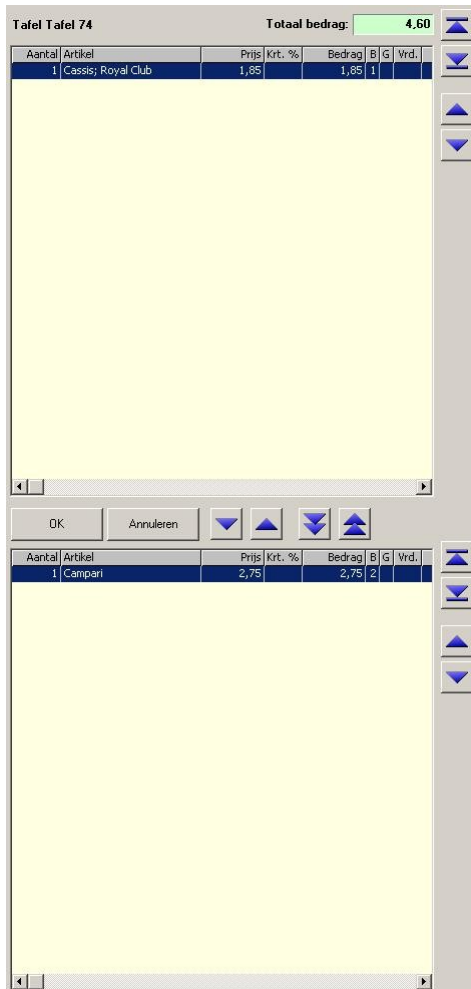 Tafel Tafel 74 Totaal bedrag: 4,60
Aantal Artikel Prijs Krt. % Bedrag B G Vrd.
1 Cassis; Royal Club 1,85 1,85 1
OK Annuleren
Aantal Artikel Prijs Krt. % Bedrag B G Vrd.
1 Campari 2,75 2,75 2